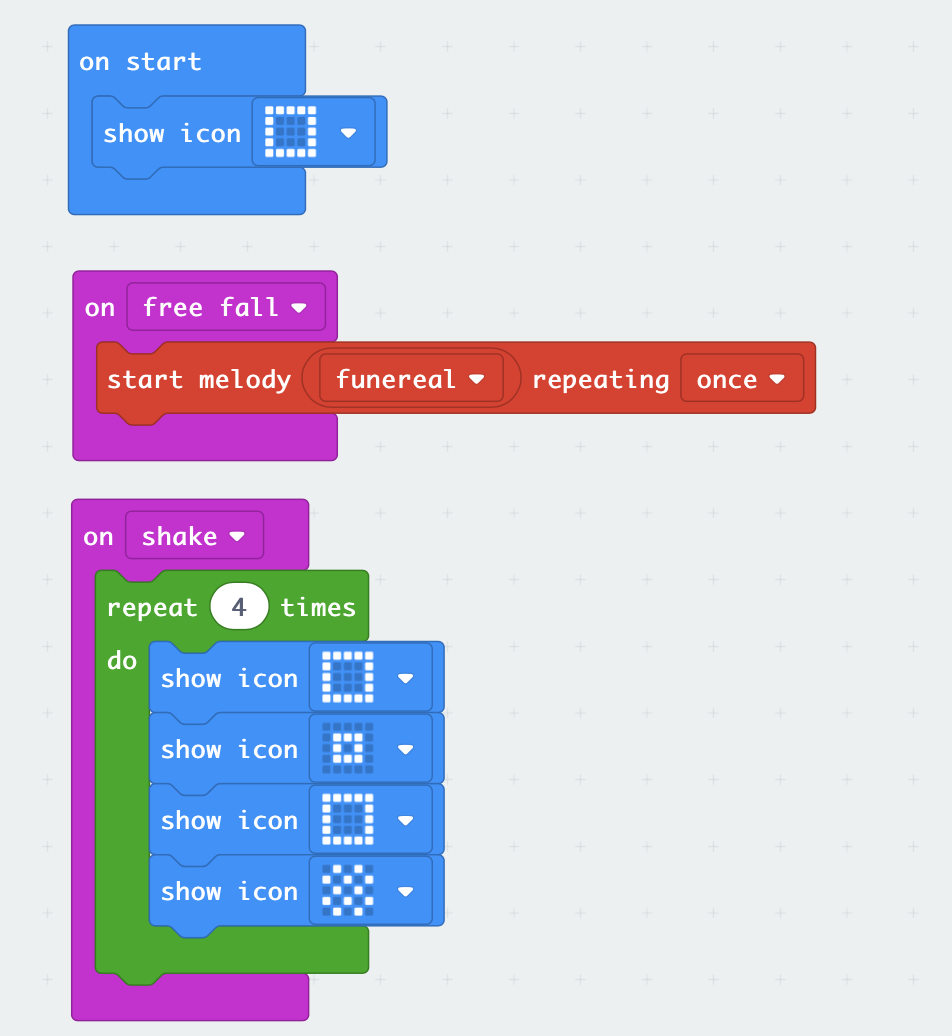 on start
show icon
on free fall
start melody funereal repeating once
on shake
repeat 4 times
do
show icon
show icon
show icon
show icon